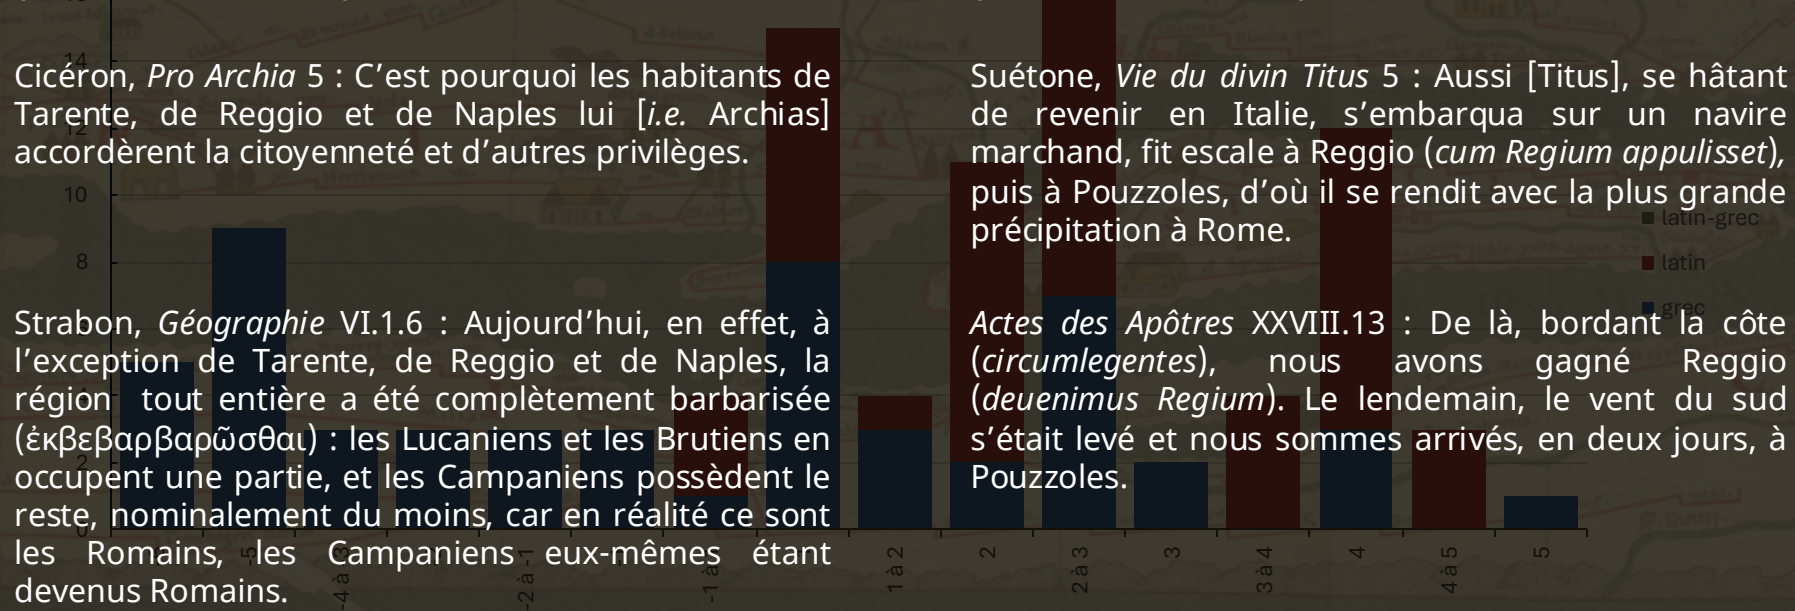 Cicéron, Pro Archia 5 : C’est pourquoi les habitants de
Tarente, de Reggio et de Naples lui [i.e. Archias]
accordèrent la citoyenneté et d’autres privilèges.
Strabon, Géographie VI.1.6 : Aujourd’hui, en effet, à
l’exception de Tarente, de Reggio et de Naples, la
région tout entière a été complètement barbarisée
(ἐκβεβαρβαρῶσθαι) : les Lucaniens et les Brutiens en
occupent une partie, et les Campaniens possèdent le
reste, nominalement du moins, car en réalité ce sont
les Romains, les Campaniens eux-mêmes étant
devenus Romains.
Suétone, Vie du divin Titus 5 : Aussi [Titus], se hâtant
de revenir en Italie, s’embarqua sur un navire
marchand, fit escale à Reggio (cum Regium appulisset),
puis à Pouzzoles, d’où il se rendit avec la plus grande
précipitation à Rome.
Actes des Apôtres XXVIII.13 : De là, bordant la côte
(circumlegentes), nous avons gagné Reggio
(deuenimus Regium). Le lendemain, le vent du sud
s’était levé et nous sommes arrivés, en deux jours, à
Pouzzoles.
14
12
10
8
2
0
latin-grec
latin
grec
-5
-4 à -3
-2 à -1
1 à 2
2
2 à 3
3
3 à 4
4
4 à 5
5